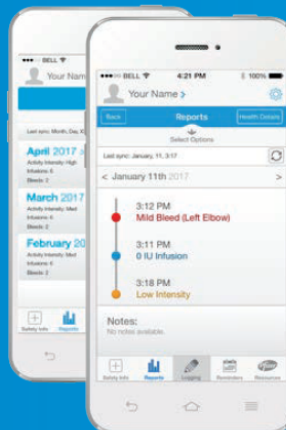 BELL
Your Nam
Last sync: Month, Day, X
April 2017
Activity Intensity: High
Infusions: 6
Bleeds: 2
March 2017
Activity Intensity: Med
Infusions: 6
Bleeds: 2
February 20
Activity Intensity: Med
Infusions: 6
Bleeds: 2
Safety Info Reports
BELL 4:21 PM 100%
Your Name >
Back Reports Health Details
Select Options
Last sync: January, 11, 3:17
< January 11th 2017 >
3:12 PM
Mild Bleed (Left Elbow)
3:11 PM
0 IU Infusion
3:18 PM
Low Intensity
Notes:
No notes available.
Safety Info Reports Logging Reminders Resources